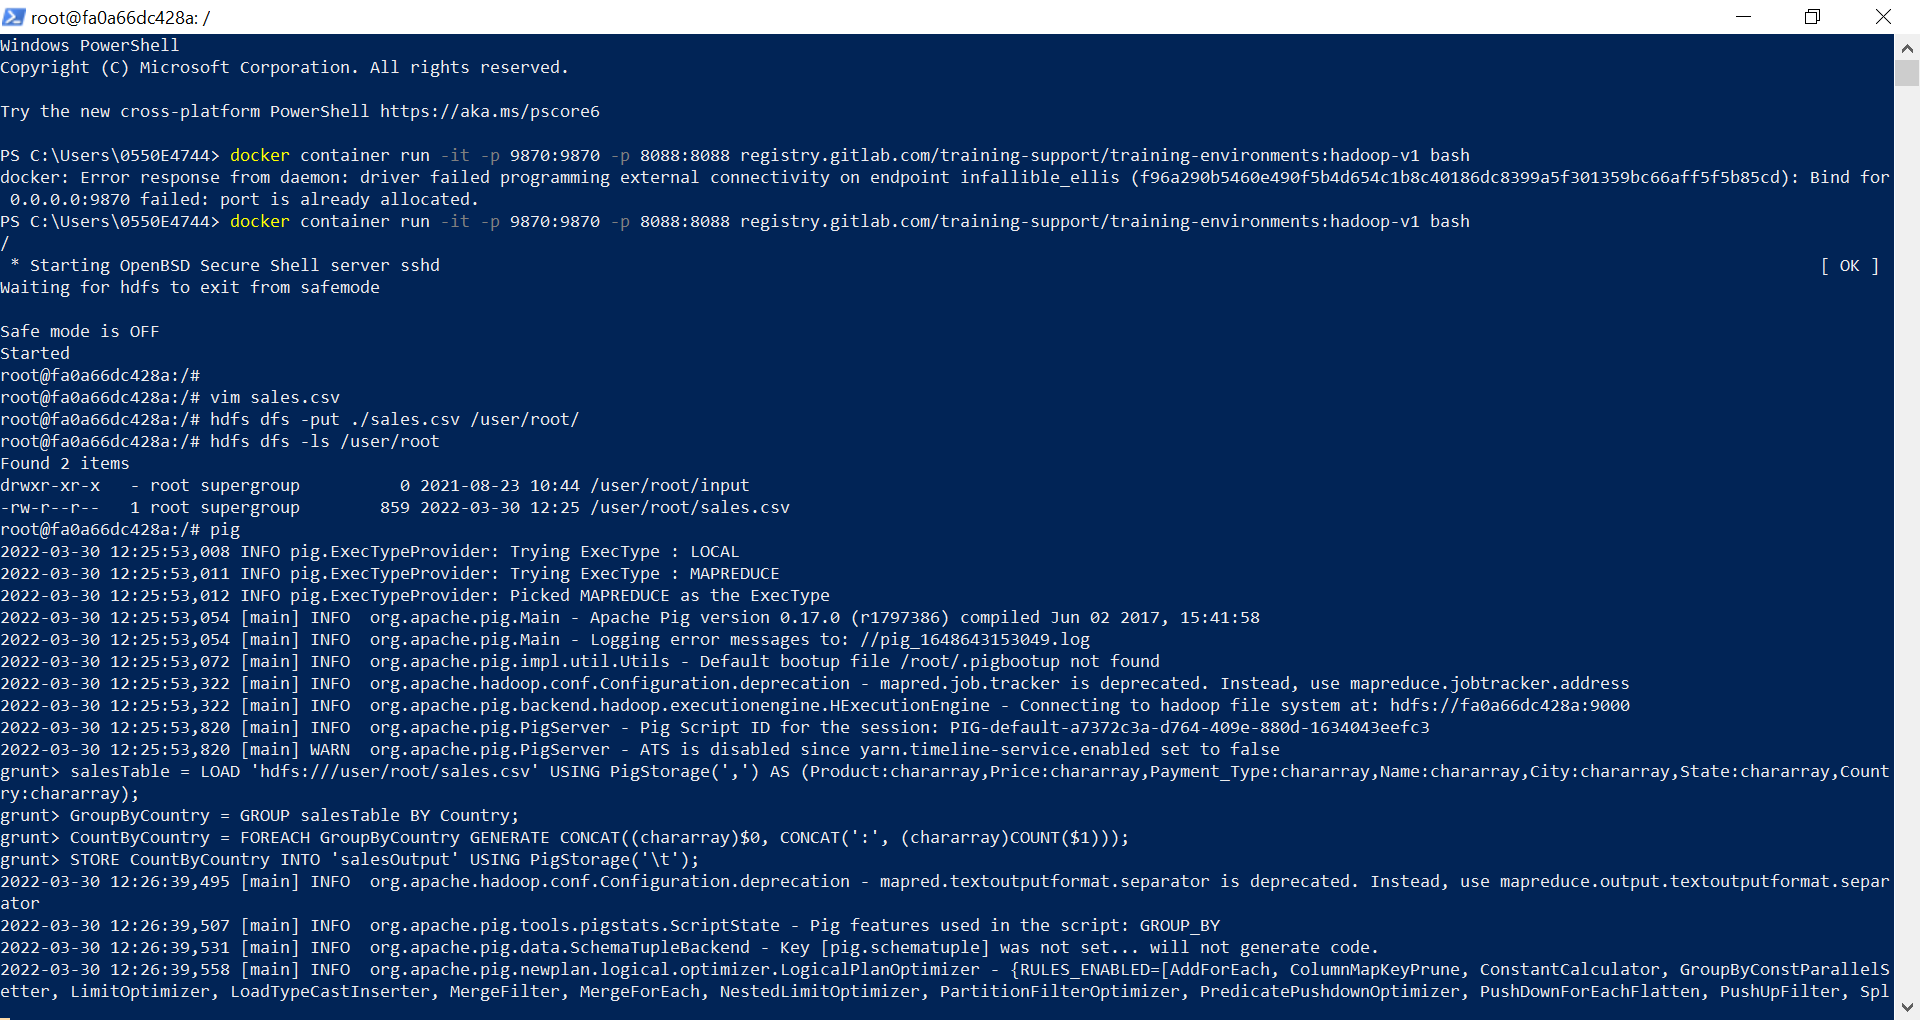 root@fa0a66dc428a: /
Windows PowerShell
Copyright (C) Microsoft Corporation. All rights reserved.
Try the new cross-platform PowerShell https://aka.ms/pscore6
PS C:\Users\0550E4744> docker container run -it -p 9870:9870 -p 8088:8088 registry.gitlab.com/training-support/training-environments:hadoop-v1 bash
docker: Error response from daemon: driver failed programming external connectivity on endpoint infallible_ellis (f96a290b5460e490f5b4d654c1b8c40186dc8399a5f301359bc66aff5f5b85cd): Bind for
 0.0.0.0:9870 failed: port is already allocated.
PS C:\Users\0550E4744> docker container run -it -p 9870:9870 -p 8088:8088 registry.gitlab.com/training-support/training-environments:hadoop-v1 bash
/
 * Starting OpenBSD Secure Shell server sshd [ OK ]
Waiting for hdfs to exit from safemode
Safe mode is OFF
Started
root@fa0a66dc428a:/#
root@fa0a66dc428a:/# vim sales.csv
root@fa0a66dc428a:/# hdfs dfs -put ./sales.csv /user/root/
root@fa0a66dc428a:/# hdfs dfs -ls /user/root
Found 2 items
drwxr-xr-x   - root supergroup          0 2021-08-23 10:44 /user/root/input
-rw-r--r--   1 root supergroup        859 2022-03-30 12:25 /user/root/sales.csv
root@fa0a66dc428a:/# pig
2022-03-30 12:25:53,008 INFO pig.ExecTypeProvider: Trying ExecType : LOCAL
2022-03-30 12:25:53,011 INFO pig.ExecTypeProvider: Trying ExecType : MAPREDUCE
2022-03-30 12:25:53,012 INFO pig.ExecTypeProvider: Picked MAPREDUCE as the ExecType
2022-03-30 12:25:53,054 [main] INFO  org.apache.pig.Main - Apache Pig version 0.17.0 (r1797386) compiled Jun 02 2017, 15:41:58
2022-03-30 12:25:53,054 [main] INFO  org.apache.pig.Main - Logging error messages to: //pig_1648643153049.log
2022-03-30 12:25:53,072 [main] INFO  org.apache.pig.impl.util.Utils - Default bootup file /root/.pigbootup not found
2022-03-30 12:25:53,322 [main] INFO  org.apache.hadoop.conf.Configuration.deprecation - mapred.job.tracker is deprecated. Instead, use mapreduce.jobtracker.address
2022-03-30 12:25:53,322 [main] INFO  org.apache.pig.backend.hadoop.executionengine.HExecutionEngine - Connecting to hadoop file system at: hdfs://fa0a66dc428a:9000
2022-03-30 12:25:53,820 [main] INFO  org.apache.pig.PigServer - Pig Script ID for the session: PIG-default-a7372c3a-d764-409e-880d-1634043eefc3
2022-03-30 12:25:53,820 [main] WARN  org.apache.pig.PigServer - ATS is disabled since yarn.timeline-service.enabled set to false
grunt> salesTable = LOAD 'hdfs:///user/root/sales.csv' USING PigStorage(',') AS (Product:chararray,Price:chararray,Payment_Type:chararray,Name:chararray,City:chararray,State:chararray,Count
ry:chararray);
grunt> GroupByCountry = GROUP salesTable BY Country;
grunt> CountByCountry = FOREACH GroupByCountry GENERATE CONCAT((chararray)$0, CONCAT(':', (chararray)COUNT($1)));
grunt> STORE CountByCountry INTO 'salesOutput' USING PigStorage('\t');
2022-03-30 12:26:39,495 [main] INFO  org.apache.hadoop.conf.Configuration.deprecation - mapred.textoutputformat.separator is deprecated. Instead, use mapreduce.output.textoutputformat.separ
ator
2022-03-30 12:26:39,507 [main] INFO  org.apache.pig.tools.pigstats.ScriptState - Pig features used in the script: GROUP_BY
2022-03-30 12:26:39,531 [main] INFO  org.apache.pig.data.SchemaTupleBackend - Key [pig.schematuple] was not set... will not generate code.
2022-03-30 12:26:39,558 [main] INFO  org.apache.pig.newplan.logical.optimizer.LogicalPlanOptimizer - {RULES_ENABLED=[AddForEach, ColumnMapKeyPrune, ConstantCalculator, GroupByConstParallelS
etter, LimitOptimizer, LoadTypeCastInserter, MergeFilter, MergeForEach, NestedLimitOptimizer, PartitionFilterOptimizer, PredicatePushdownOptimizer, PushDownForEachFlatten, PushUpFilter, Spl